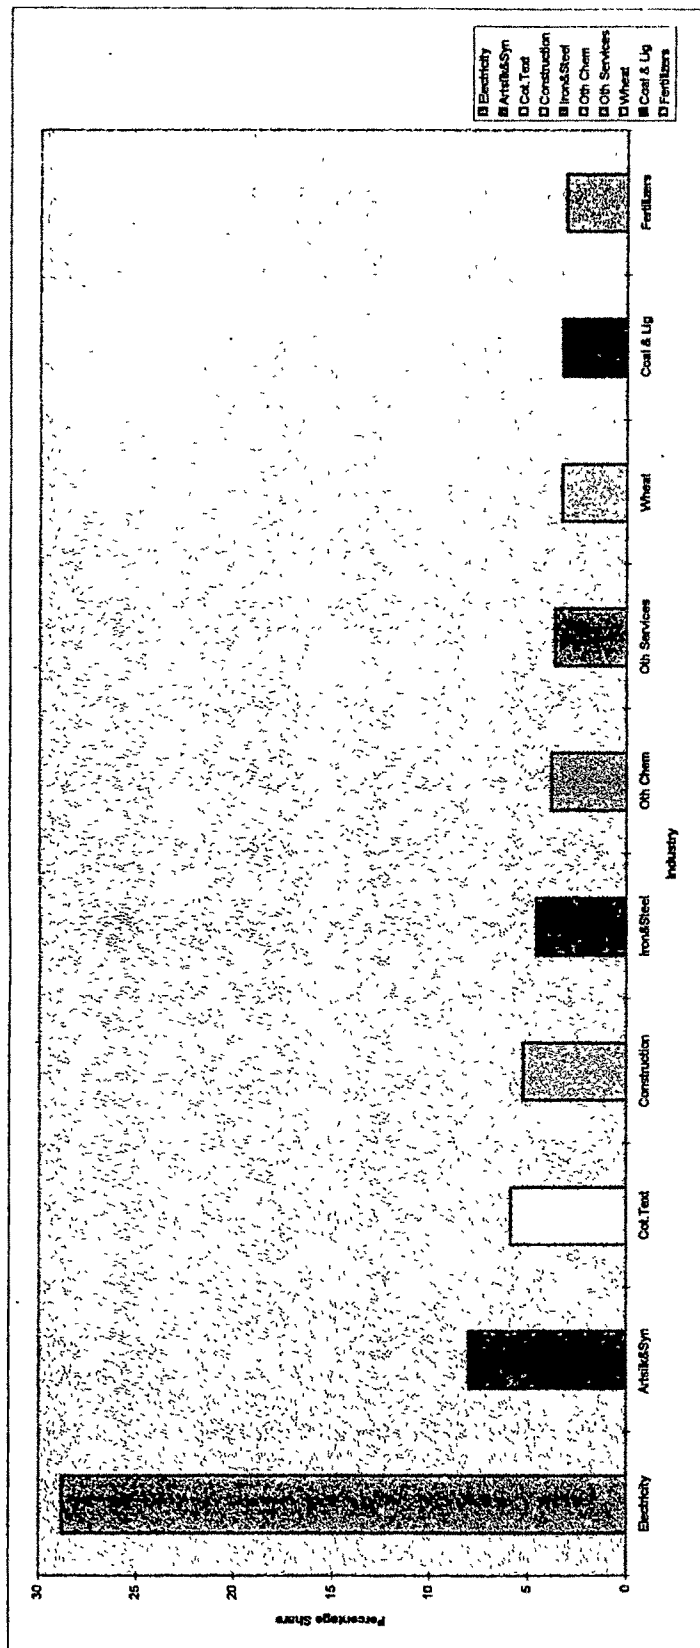 Percentage Share
30
25
20
15
10
5
0
Electricity
Artsilk&Syn
Cot.Text
Construction
Iron&Steel
Oth Chem
Oth Services
Wheat
Coal & Lig
Fertilizers
Industry
Electricity
Artsilk&Syn
Cot.Text
Construction
Iron&Steel
Oth Chem
Oth Services
Wheat
Coal & Lig
Fertilizers